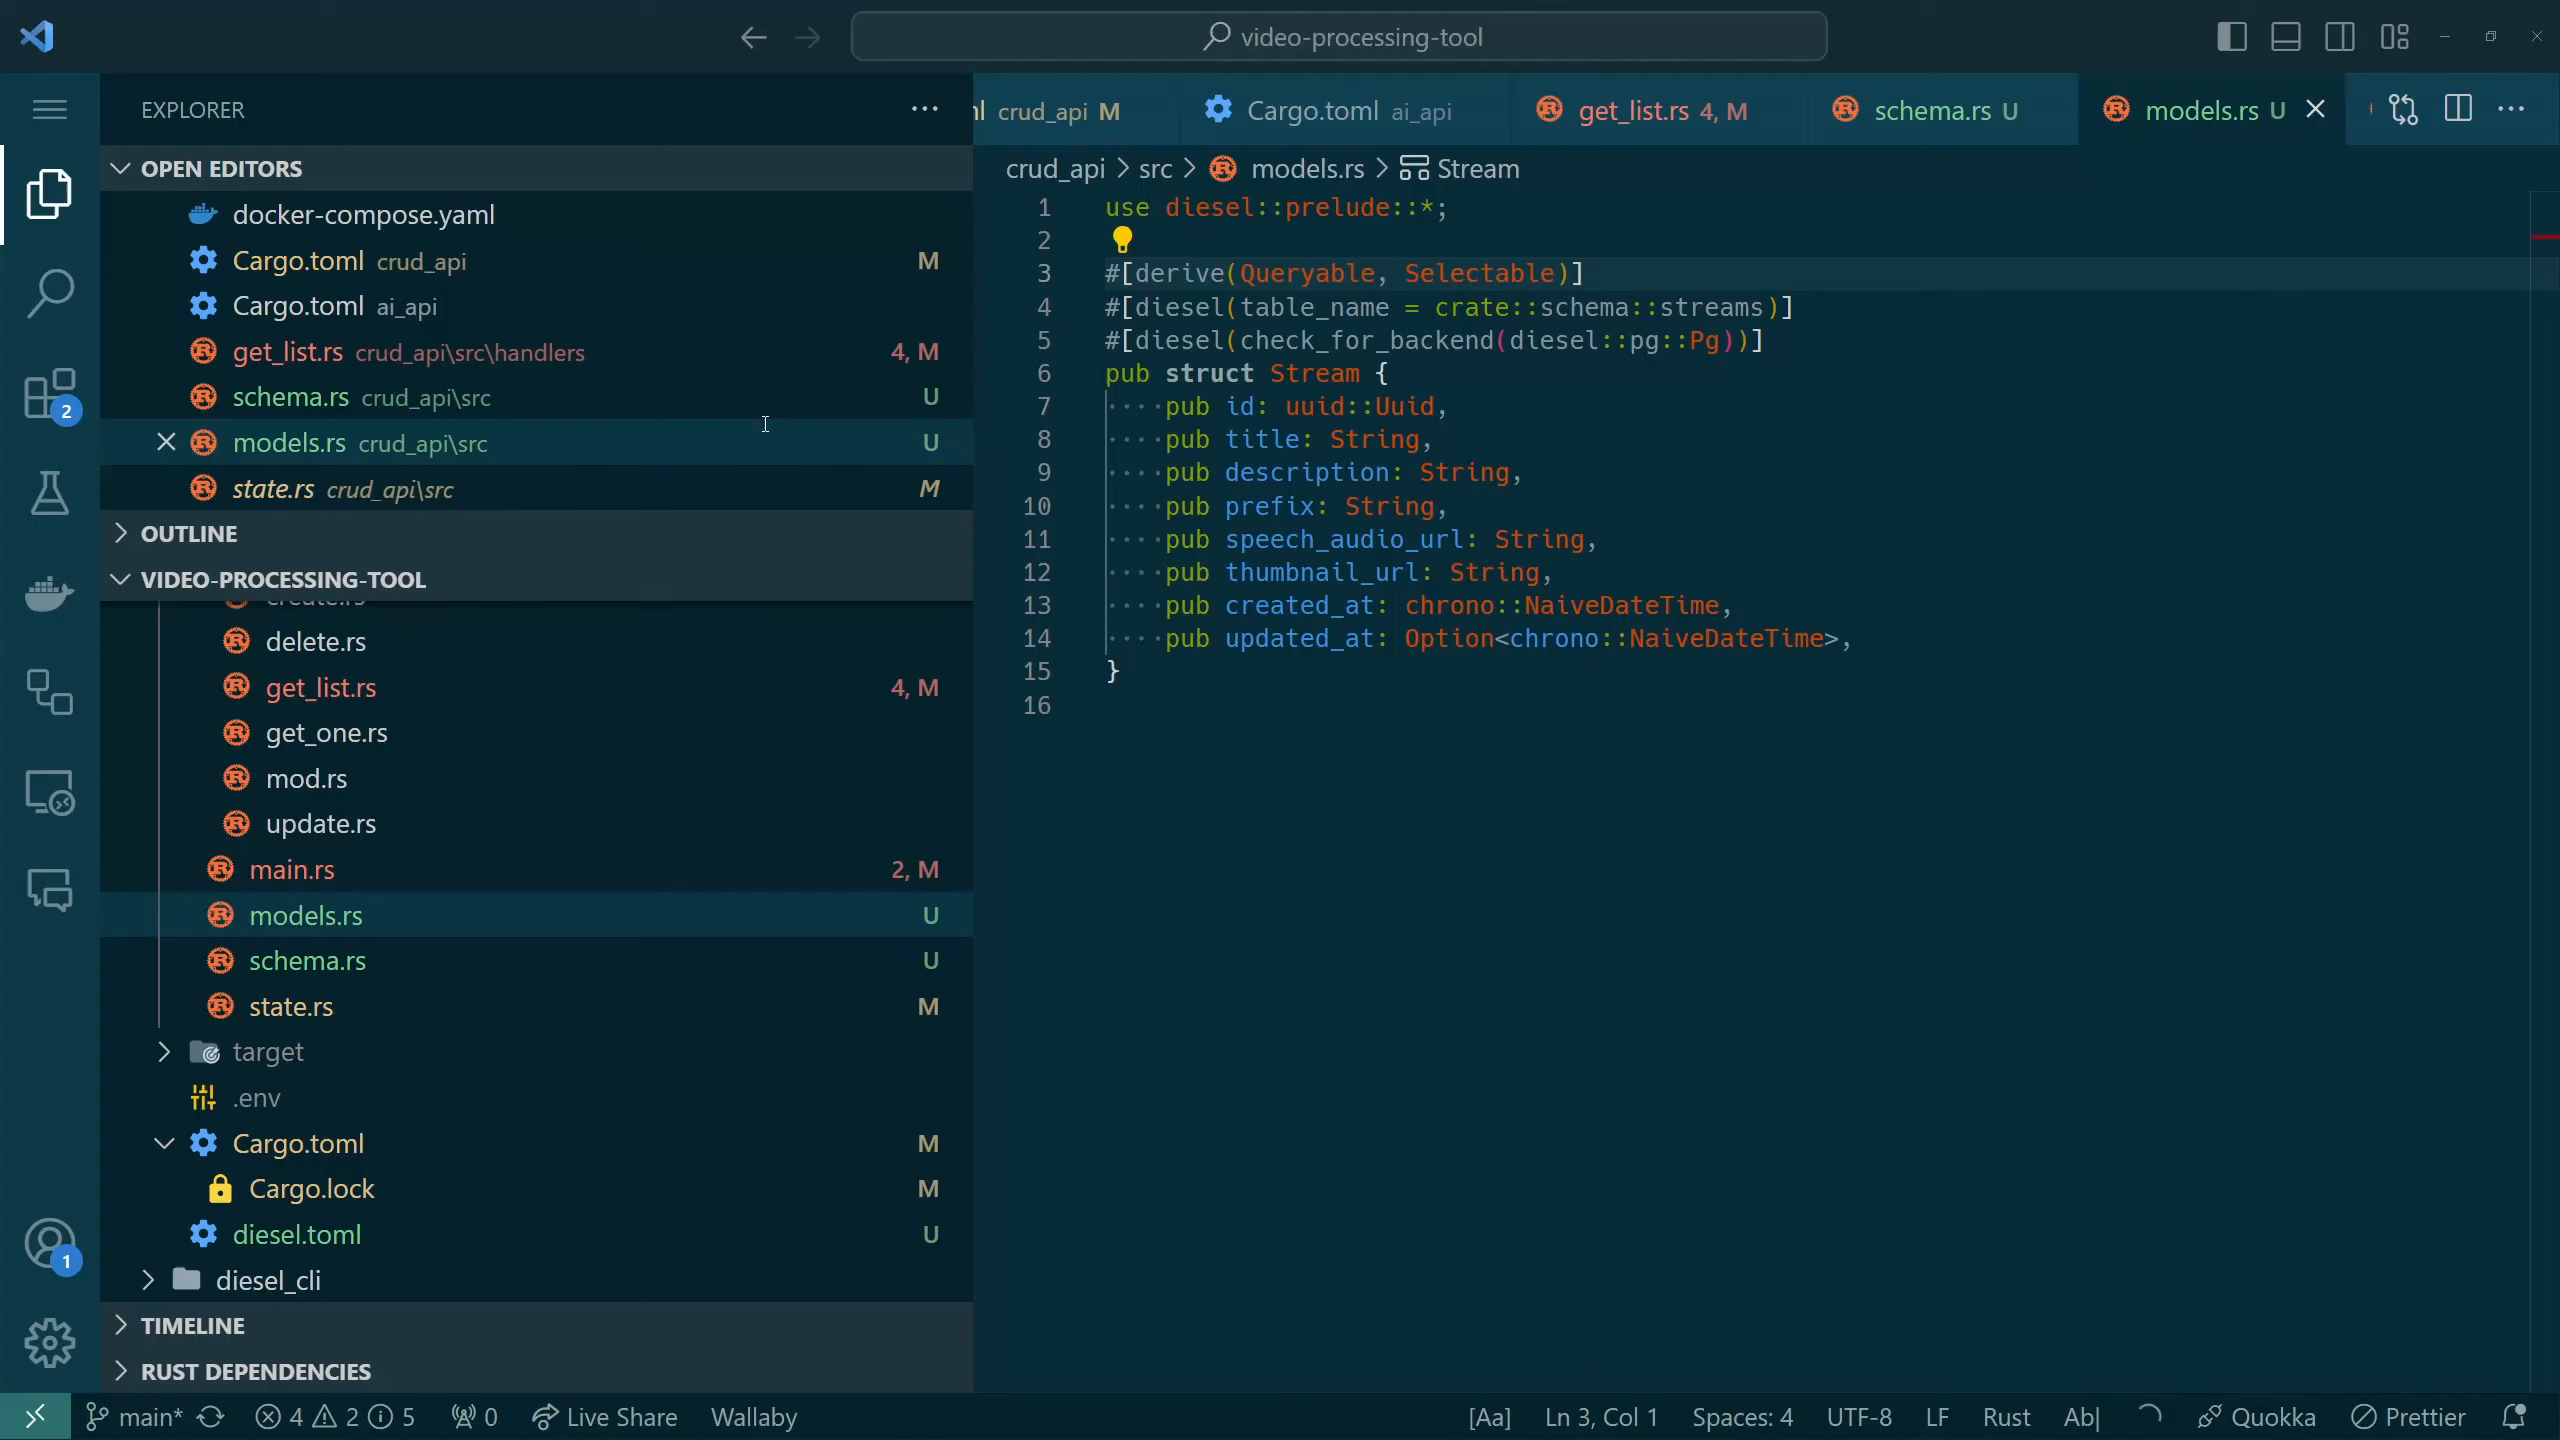 video-processing-tool
EXPLORER
OPEN EDITORS
docker-compose.yaml
Cargo.toml crud_api M
Cargo.toml ai_api
get_list.rs crud_api\src\handlers 4, M
schema.rs crud_api\src U
models.rs crud_api\src U
state.rs crud_api\src M
OUTLINE
VIDEO-PROCESSING-TOOL
create.rs
delete.rs
get_list.rs 4, M
get_one.rs
mod.rs
update.rs
main.rs 2, M
models.rs U
schema.rs U
state.rs M
target
.env
Cargo.toml M
Cargo.lock M
diesel.toml U
diesel_cli
TIMELINE
RUST DEPENDENCIES
2
1
crud_api M
Cargo.toml ai_api
get_list.rs 4, M
schema.rs U
models.rs U
crud_api > src > models.rs > Stream
1 use diesel::prelude::*;
2
3 #[derive(Queryable, Selectable)]
4 #[diesel(table_name = crate::schema::streams)]
5 #[diesel(check_for_backend(diesel::pg::Pg))]
6 pub struct Stream {
7 ····pub id: uuid::Uuid,
8 ····pub title: String,
9 ····pub description: String,
10 ····pub prefix: String,
11 ····pub speech_audio_url: String,
12 ····pub thumbnail_url: String,
13 ····pub created_at: chrono::NaiveDateTime,
14 ····pub updated_at: Option<chrono::NaiveDateTime>,
15 }
16
main* 4 2 5 0 Live Share Wallaby [Aa] Ln 3, Col 1 Spaces: 4 UTF-8 LF Rust Ab| Quokka Prettier